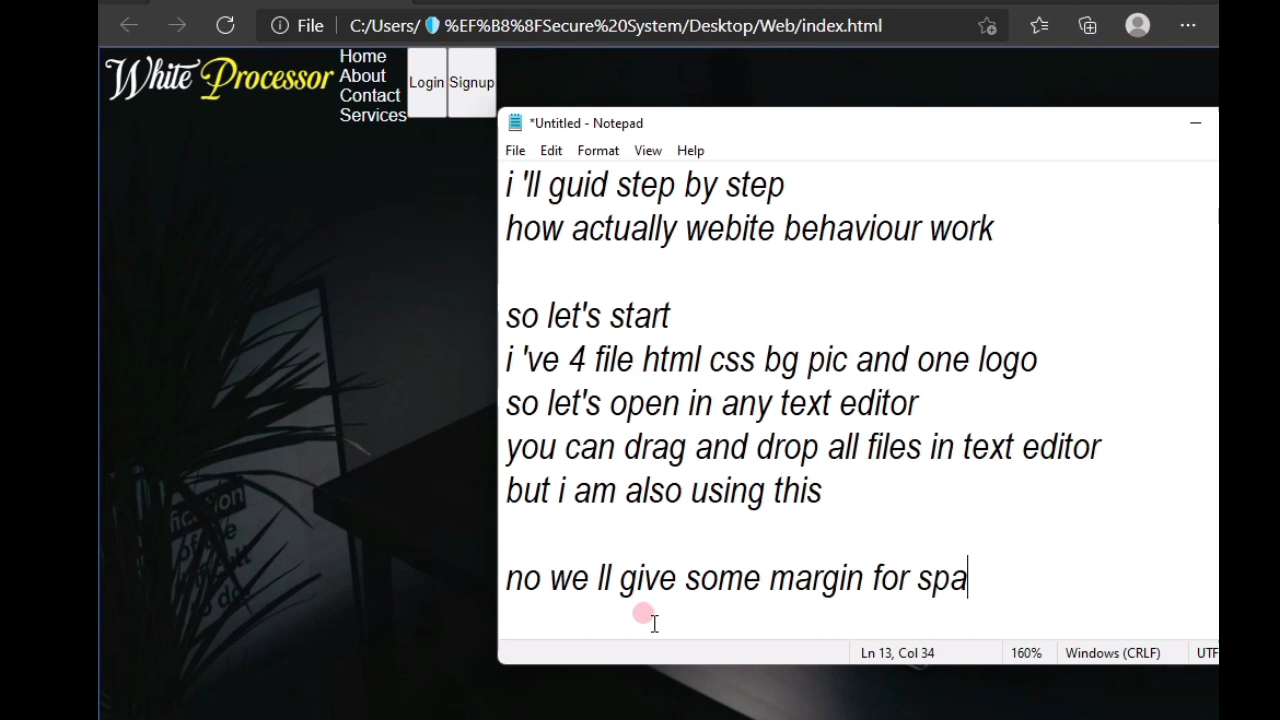 File
C:/Users/🛡️%EF%B8%8FSecure%20System/Desktop/Web/index.html
White Processor
Home
About
Contact
Services
Login
Signup
*Untitled - Notepad
File Edit Format View Help
i 'll guid step by step
how actually webite behaviour work
so let's start
i 've 4 file html css bg pic and one logo
so let's open in any text editor
you can drag and drop all files in text editor
but i am also using this
no we ll give some margin for spa
Ln 13, Col 34
160%
Windows (CRLF)
UTF